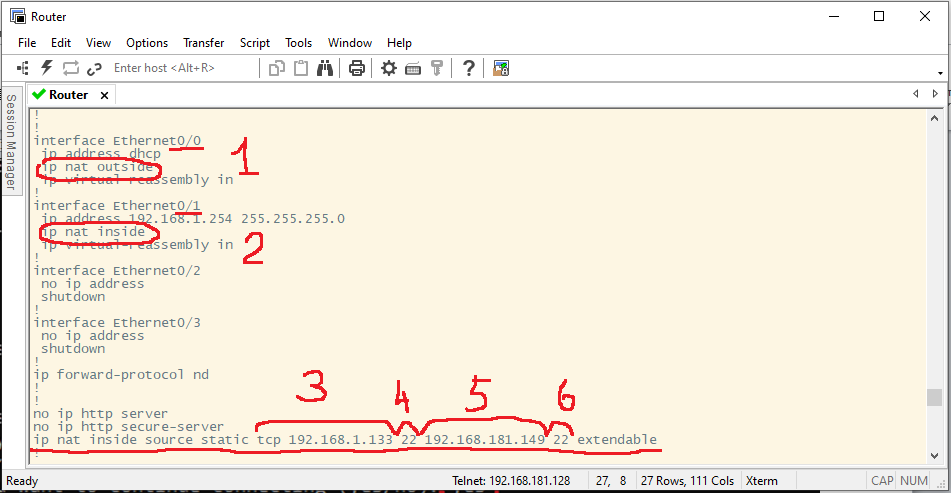 Router
File Edit View Options Transfer Script Tools Window Help
Enter host <Alt+R>
Session Manager
Router
!
!
interface Ethernet0/0
ip address dhcp
ip nat outside
ip virtual-reassembly in
1
!
interface Ethernet0/1
ip address 192.168.1.254 255.255.255.0
ip nat inside
ip virtual-reassembly in
2
!
interface Ethernet0/2
no ip address
shutdown
!
interface Ethernet0/3
no ip address
shutdown
!
ip forward-protocol nd
!
!
3 4 5 6
no ip http server
no ip http secure-server
ip nat inside source static tcp 192.168.1.133 22 192.168.181.149 22 extendable
!
Ready Telnet: 192.168.181.128 27, 8 27 Rows, 111 Cols Xterm CAP NUM